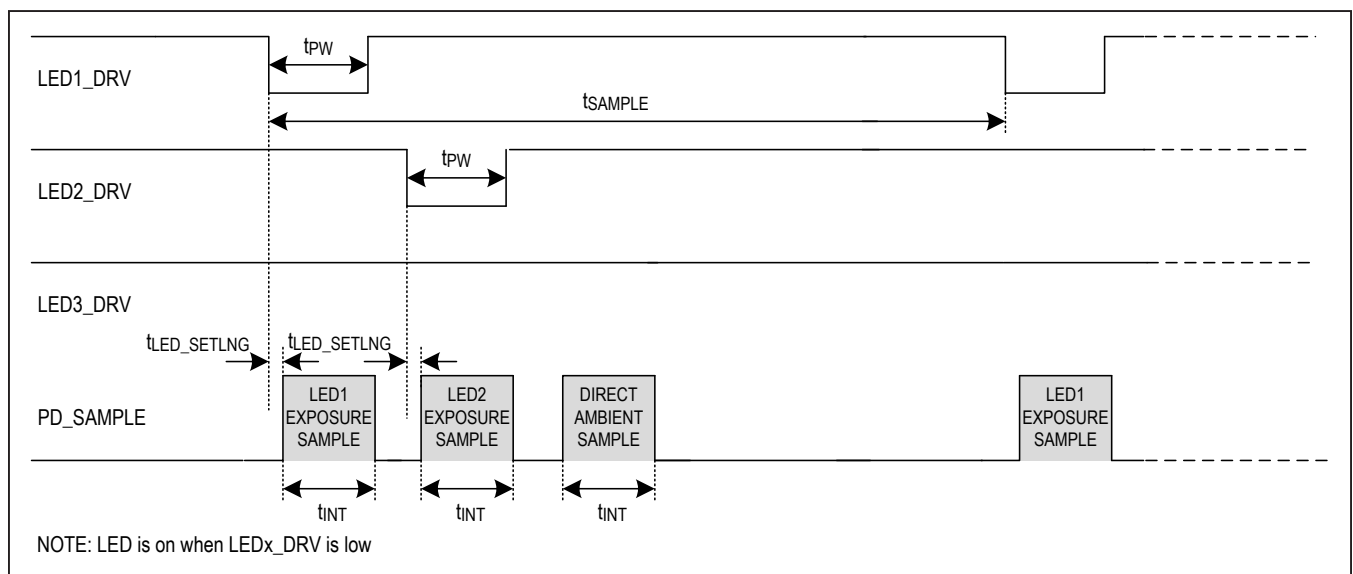 tPW
LED1_DRV
tSAMPLE
tPW
LED2_DRV
LED3_DRV
tLED_SETLNG
tLED_SETLNG
PD_SAMPLE
LED1
EXPOSURE
SAMPLE
LED2
EXPOSURE
SAMPLE
DIRECT
AMBIENT
SAMPLE
LED1
EXPOSURE
SAMPLE
tINT
tINT
tINT
NOTE: LED is on when LEDx_DRV is low